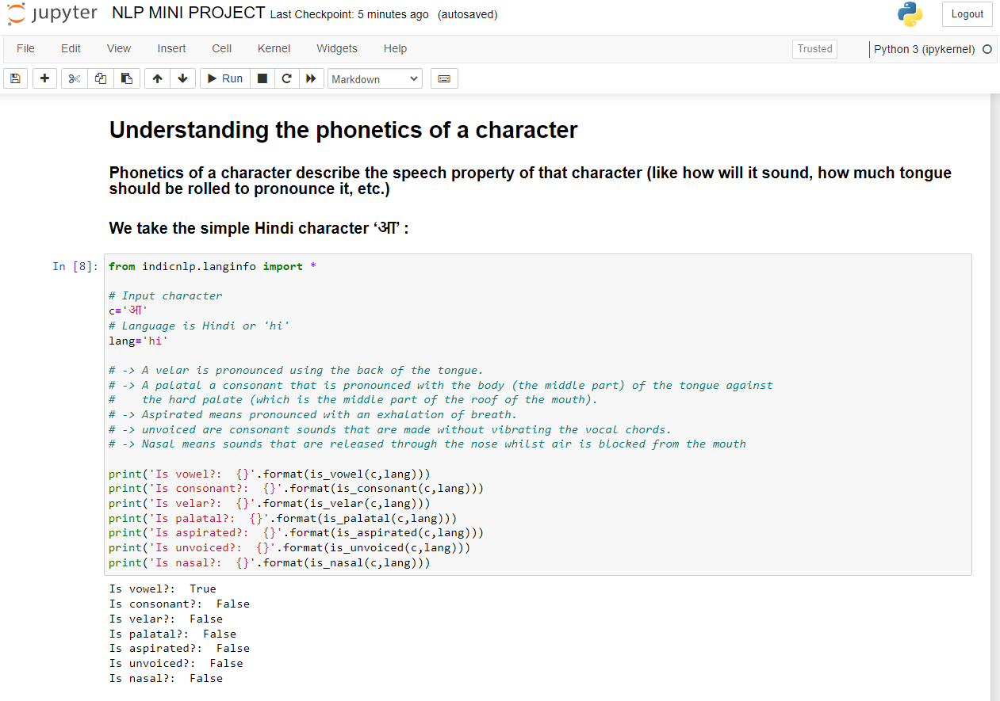 jupyter NLP MINI PROJECT Last Checkpoint: 5 minutes ago (autosaved) Logout
File Edit View Insert Cell Kernel Widgets Help Trusted Python 3 (ipykernel)
Run Markdown
Understanding the phonetics of a character
Phonetics of a character describe the speech property of that character (like how will it sound, how much tongue
should be rolled to pronounce it, etc.)
We take the simple Hindi character ‘आ’ :
In [8]: from indicnlp.langinfo import *
# Input character
c='आ'
# Language is Hindi or 'hi'
lang='hi'
# -> A velar is pronounced using the back of the tongue.
# -> A palatal a consonant that is pronounced with the body (the middle part) of the tongue against
#    the hard palate (which is the middle part of the roof of the mouth).
# -> Aspirated means pronounced with an exhalation of breath.
# -> unvoiced are consonant sounds that are made without vibrating the vocal chords.
# -> Nasal means sounds that are released through the nose whilst air is blocked from the mouth
print('Is vowel?:  {}'.format(is_vowel(c,lang)))
print('Is consonant?:  {}'.format(is_consonant(c,lang)))
print('Is velar?:  {}'.format(is_velar(c,lang)))
print('Is palatal?:  {}'.format(is_palatal(c,lang)))
print('Is aspirated?:  {}'.format(is_aspirated(c,lang)))
print('Is unvoiced?:  {}'.format(is_unvoiced(c,lang)))
print('Is nasal?:  {}'.format(is_nasal(c,lang)))
Is vowel?:  True
Is consonant?:  False
Is velar?:  False
Is palatal?:  False
Is aspirated?:  False
Is unvoiced?:  False
Is nasal?:  False